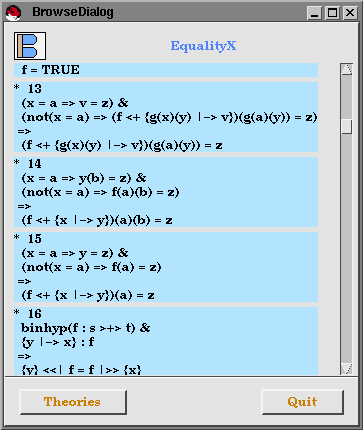 BrowseDialog
EqualityX
f = TRUE
* 13
(x = a => v = z) &
(not(x = a) => (f <+ {g(x)(y) |-> v})(g(a)(y)) = z)
=>
(f <+ {g(x)(y) |-> v})(g(a)(y)) = z
* 14
(x = a => y(b) = z) &
(not(x = a) => f(a)(b) = z)
=>
(f <+ {x |-> y})(a)(b) = z
* 15
(x = a => y = z) &
(not(x = a) => f(a) = z)
=>
(f <+ {x |-> y})(a) = z
* 16
binhyp(f : s >+> t) &
{y |-> x} : f
=>
{y} <<| f = f |>> {x}
Theories
Quit